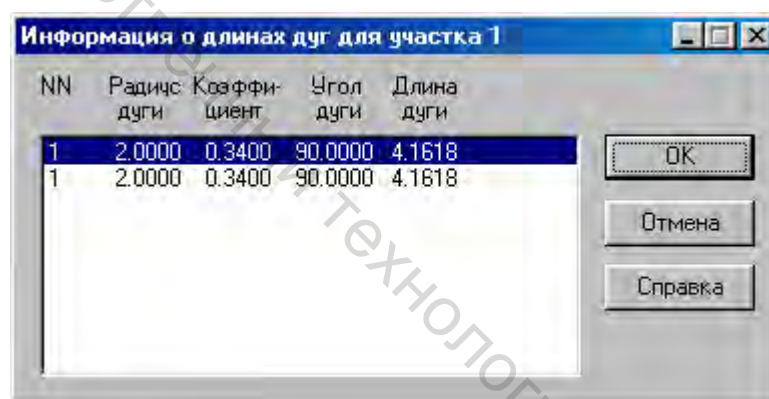 Информация о длинах дуг для участка 1
NN Радиус Коэффи- Угол Длина
дуги циент дуги дуги
1 2.0000 0.3400 90.0000 4.1618
1 2.0000 0.3400 90.0000 4.1618
OK
Отмена
Справка